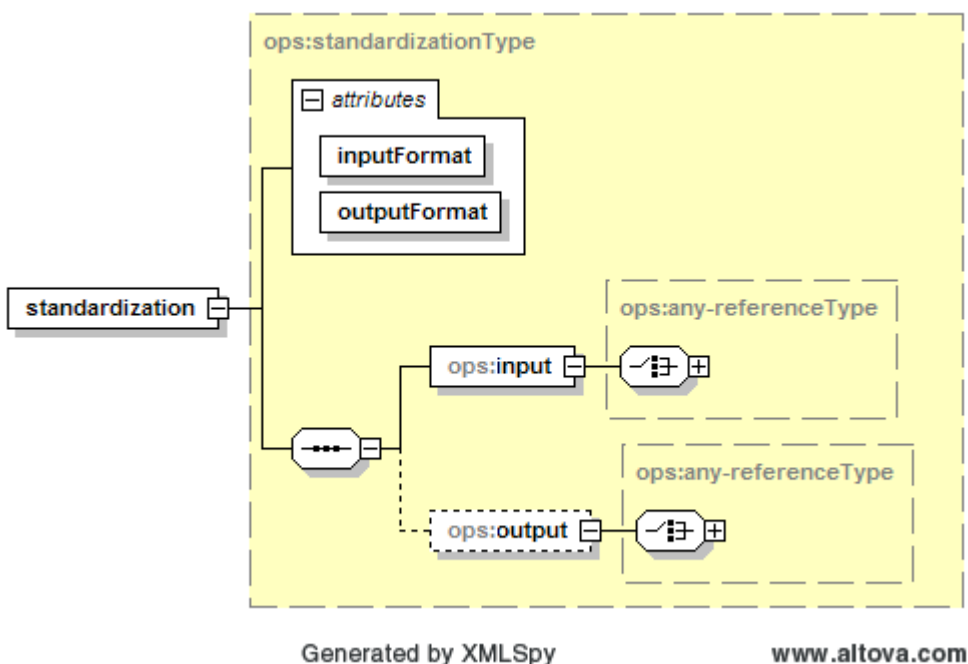 ops:standardizationType
attributes
inputFormat
outputFormat
standardization
ops:any-referenceType
ops:input
ops:any-referenceType
ops:output
Generated by XMLSpy
www.altova.com